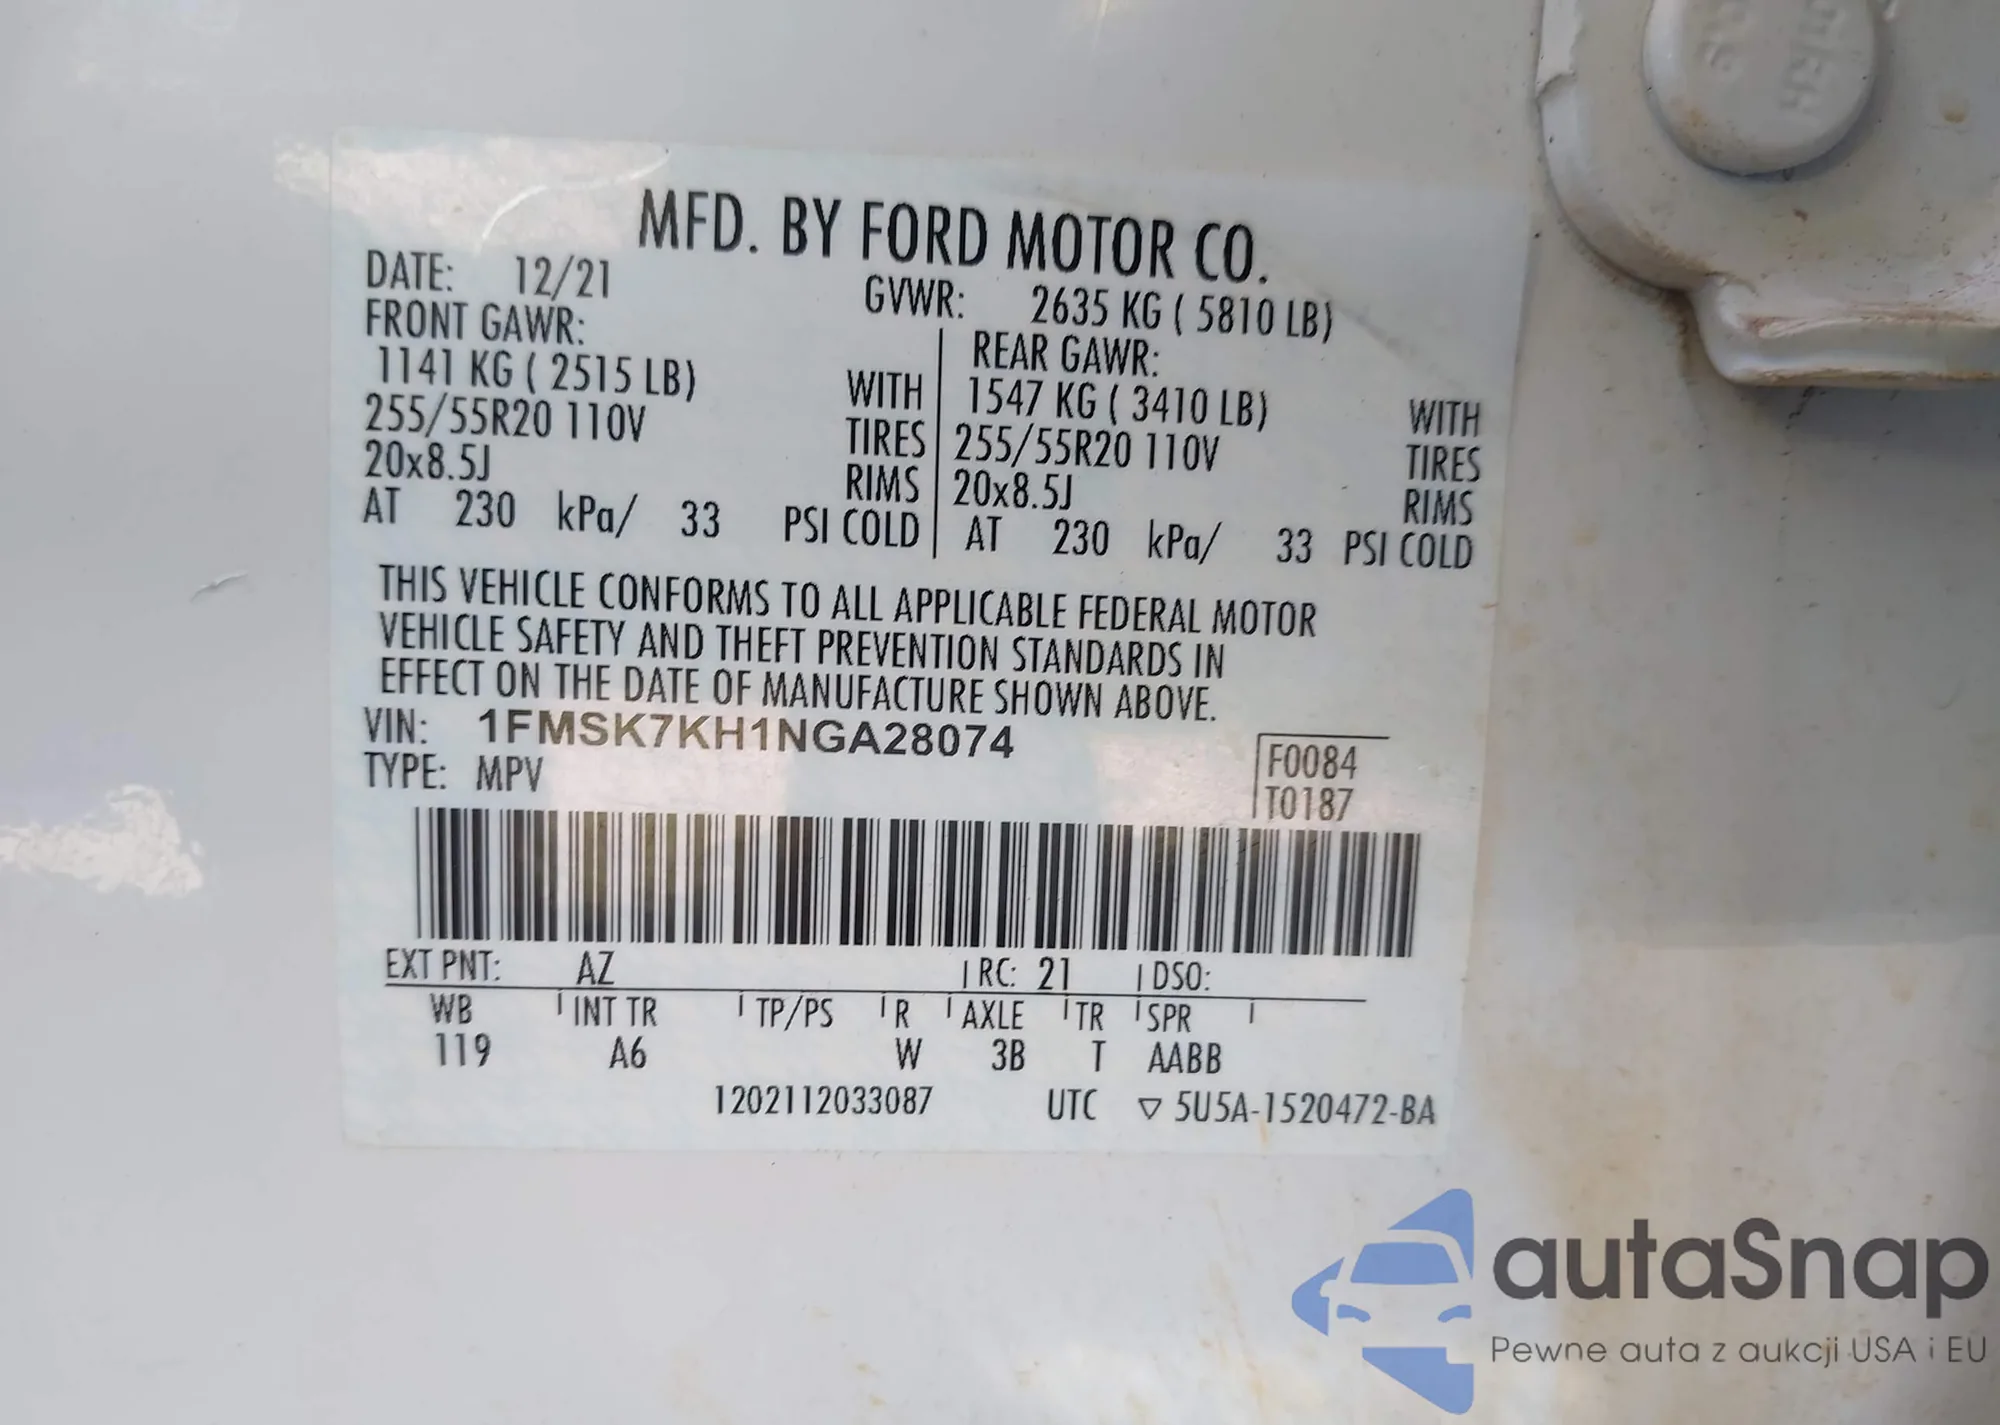 MFD. BY FORD MOTOR CO.
DATE: 12/21 GVWR: 2635 KG ( 5810 LB)
FRONT GAWR: REAR GAWR:
1141 KG ( 2515 LB) WITH 1547 KG ( 3410 LB) WITH
255/55R20 110V TIRES 255/55R20 110V TIRES
20x8.5J RIMS 20x8.5J RIMS
AT 230 kPa/ 33 PSI COLD AT 230 kPa/ 33 PSI COLD
THIS VEHICLE CONFORMS TO ALL APPLICABLE FEDERAL MOTOR
VEHICLE SAFETY AND THEFT PREVENTION STANDARDS IN
EFFECT ON THE DATE OF MANUFACTURE SHOWN ABOVE.
VIN: 1FMSK7KH1NGA28074
TYPE: MPV
F0084
T0187
EXT PNT: AZ RC: 21 DSO:
WB INT TR TP/PS R AXLE TR SPR
119 A6 W 3B T AABB
1202112033087 UTC ▽ 5U5A-1520472-BA
autaSnap
Pewne auta z aukcji USA i EU